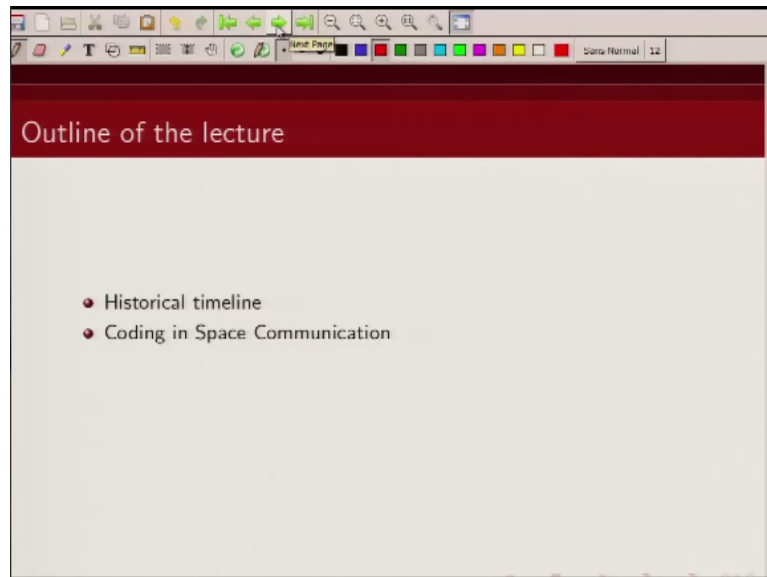 Next Page
Sans Normal 12
Outline of the lecture
Historical timeline
Coding in Space Communication